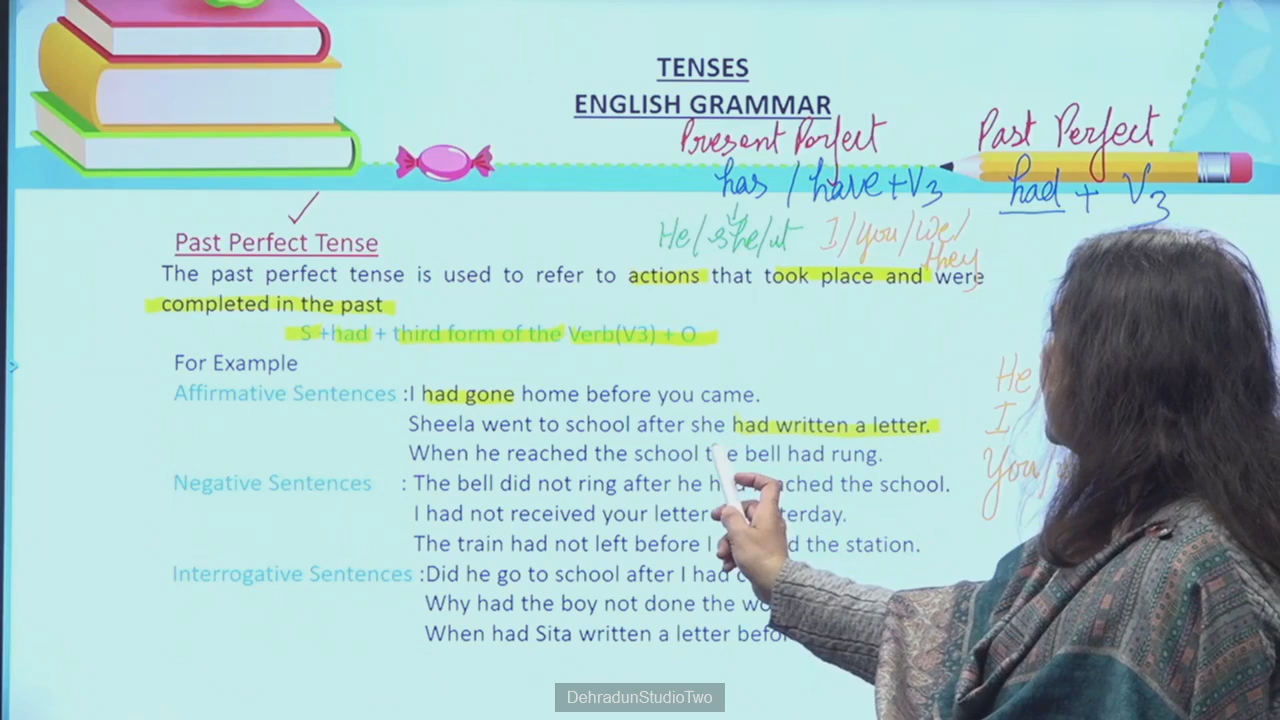 TENSES
ENGLISH GRAMMAR
Present Perfect
Past Perfect
has / have + V3
had + V3
He/she/it
I/you/we/
they
Past Perfect Tense
The past perfect tense is used to refer to actions that took place and were
completed in the past
S +had + third form of the Verb(V3) + O
For Example
Affirmative Sentences :I had gone home before you came.
Sheela went to school after she had written a letter.
When he reached the school the bell had rung.
Negative Sentences : The bell did not ring after he had reached the school.
I had not received your letter yesterday.
The train had not left before I the station.
Interrogative Sentences :Did he go to school after I had
Why had the boy not done the
When had Sita written a letter
He
I
You/
DehradunStudioTwo